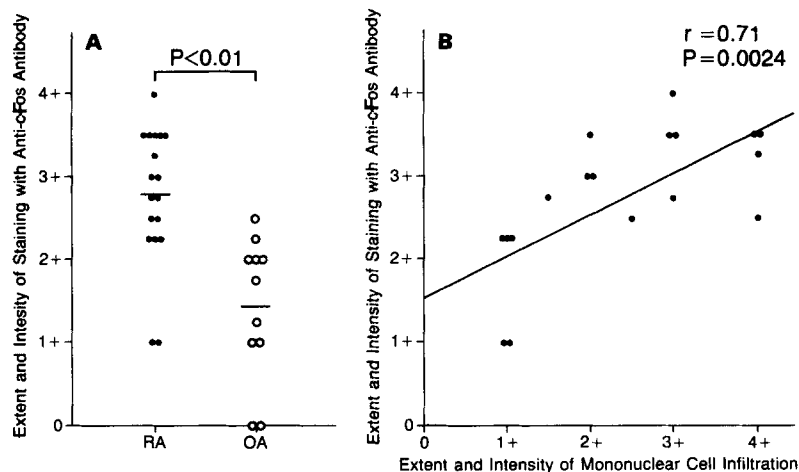 A
P<0.01
Extent and Intesity of Staining with Anti-c-Fos Antibody
4+
3+
2+
1+
0
RA
OA
B
r = 0.71
P=0.0024
Extent and Intensity of Staining with Anti-c-Fos Antibody
4+
3+
2+
1+
0
0
1+
2+
3+
4+
Extent and Intensity of Mononuclear Cell Infiltration